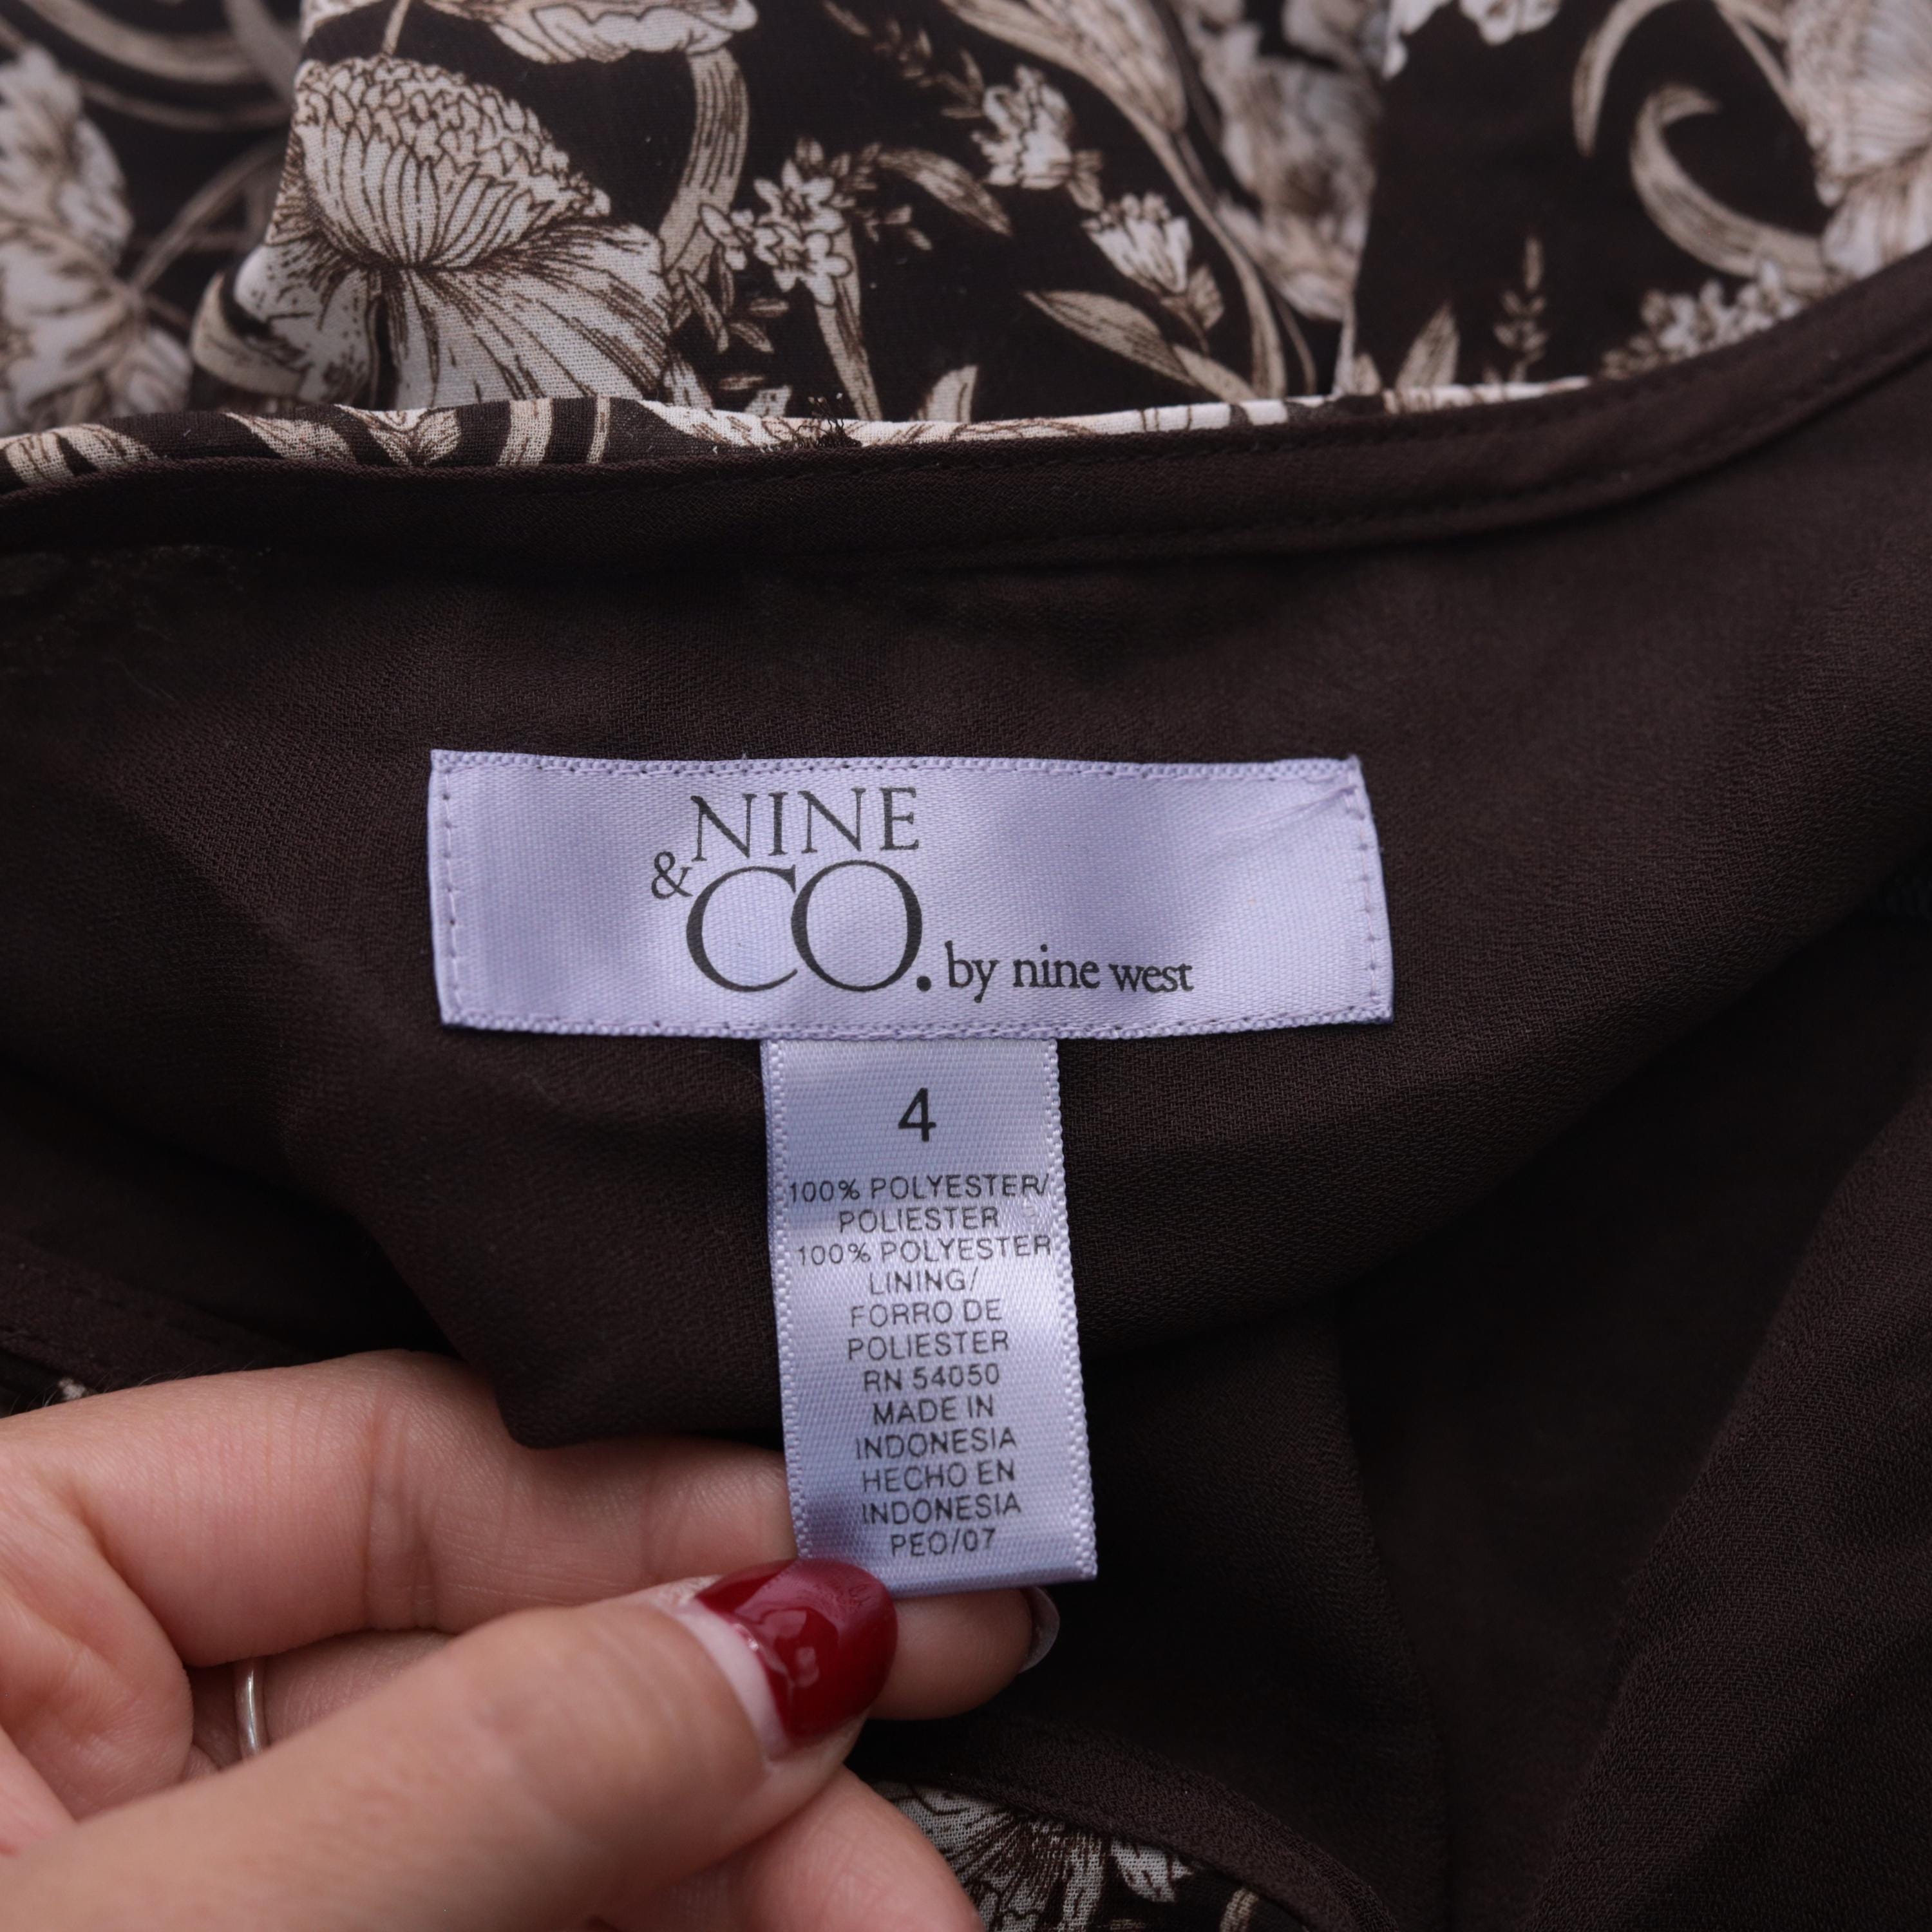 NINE
& CO. by nine west
4
100% POLYESTER/
POLIESTER
100% POLYESTER
LINING/
FORRO DE
POLIESTER
RN 54050
MADE IN
INDONESIA
HECHO EN
INDONESIA
PEO/07